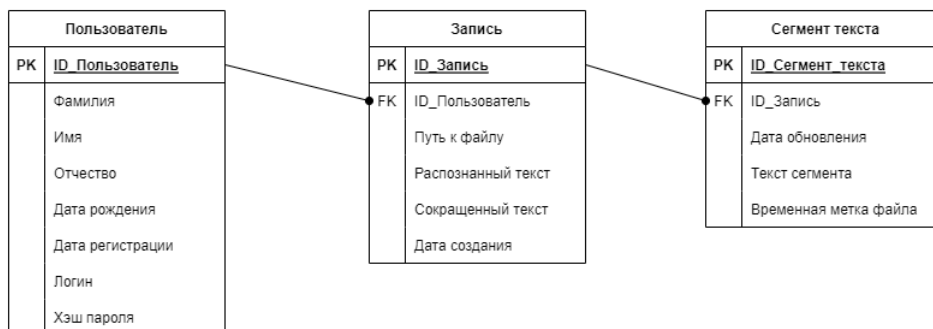 Пользователь
PK ID_Пользователь
Фамилия
Имя
Отчество
Дата рождения
Дата регистрации
Логин
Хэш пароля
Запись
PK ID_Запись
FK ID_Пользователь
Путь к файлу
Распознанный текст
Сокращенный текст
Дата создания
Сегмент текста
PK ID_Сегмент_текста
FK ID_Запись
Дата обновления
Текст сегмента
Временная метка файла